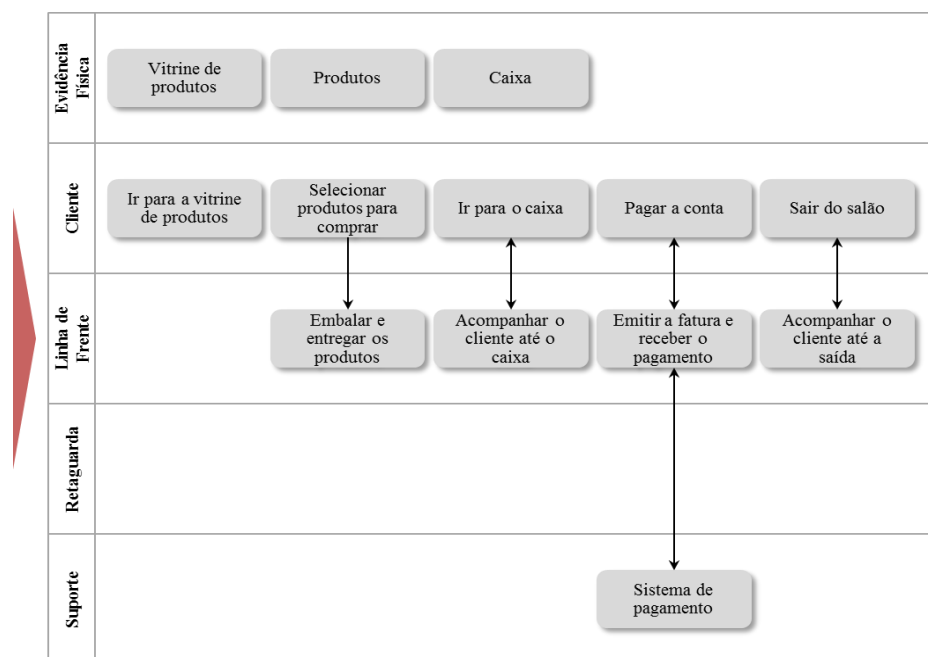 Evidência
Física
Vitrine de
produtos
Produtos
Caixa
Cliente
Ir para a vitrine
de produtos
Selecionar
produtos para
comprar
Ir para o caixa
Pagar a conta
Sair do salão
Linha de
Frente
Embalar e
entregar os
produtos
Acompanhar o
cliente até o
caixa
Emitir a fatura e
receber o
pagamento
Acompanhar o
cliente até a
saída
Retaguarda
Suporte
Sistema de
pagamento